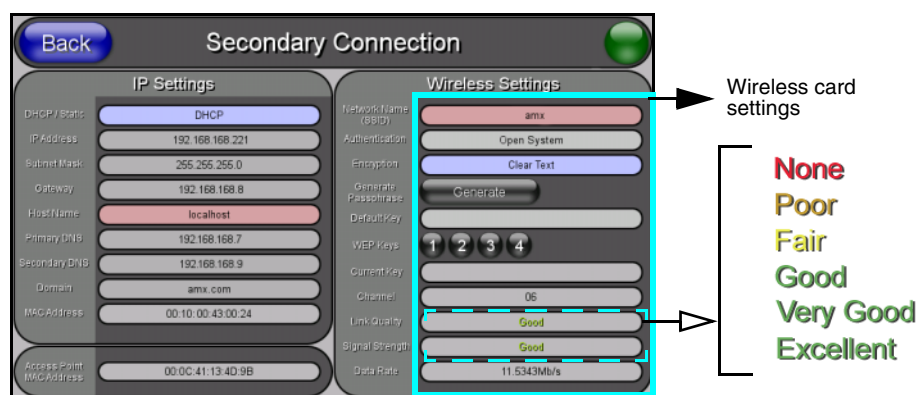 Back
Secondary Connection
IP Settings
DHCP / Static
DHCP
IP Address
192.168.168.221
Subnet Mask
255.255.255.0
Gateway
192.168.168.8
Host Name
localhost
Primary DNS
192.168.168.7
Secondary DNS
192.168.168.9
Domain
amx.com
MAC Address
00:10:00:43:00:24
Access Point
MAC Address
00:0C:41:13:4D:9B
Wireless Settings
Network Name
(SSID)
amx
Authentication
Open System
Encryption
Clear Text
Generate
Passphrase
Generate
Default Key
WEP Keys
1 2 3 4
Current Key
Channel
06
Link Quality
Good
Signal Strength
Good
Data Rate
11.5343Mb/s
Wireless card
settings
None
Poor
Fair
Good
Very Good
Excellent